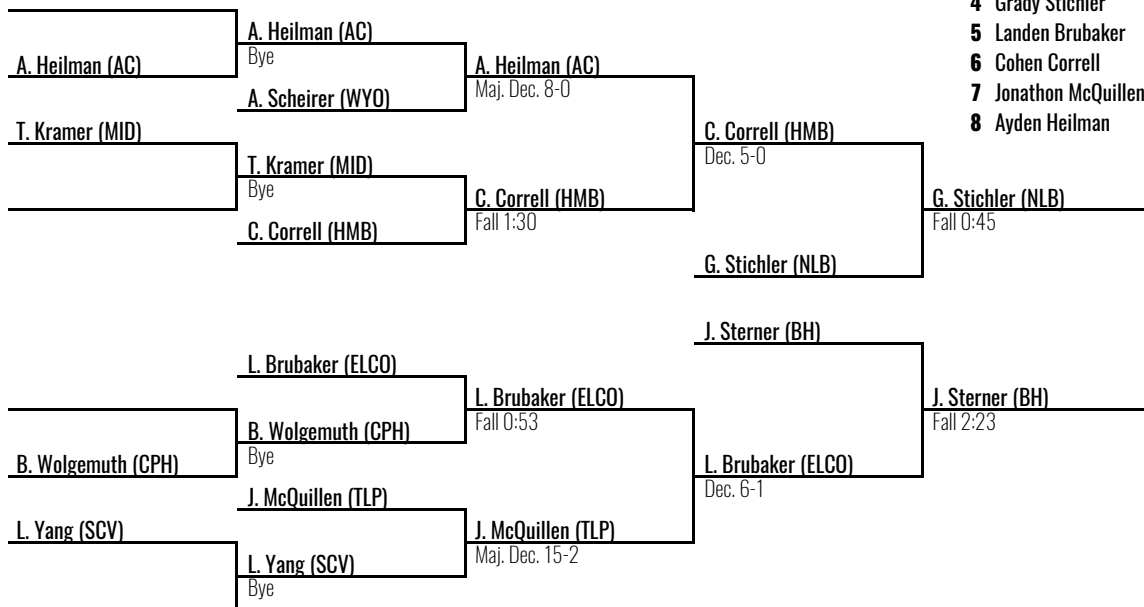 4 Grady Stichler
5 Landen Brubaker
6 Cohen Correll
7 Jonathon McQuillen
8 Ayden Heilman
A. Heilman (AC)
A. Heilman (AC)
Bye
A. Scheirer (WYO)
A. Heilman (AC)
Maj. Dec. 8-0
T. Kramer (MID)
T. Kramer (MID)
Bye
C. Correll (HMB)
C. Correll (HMB)
Fall 1:30
C. Correll (HMB)
Dec. 5-0
G. Stichler (NLB)
G. Stichler (NLB)
Fall 0:45
J. Sterner (BH)
L. Brubaker (ELCO)
B. Wolgemuth (CPH)
B. Wolgemuth (CPH)
Bye
L. Brubaker (ELCO)
Fall 0:53
J. McQuillen (TLP)
L. Yang (SCV)
L. Yang (SCV)
Bye
J. McQuillen (TLP)
Maj. Dec. 15-2
L. Brubaker (ELCO)
Dec. 6-1
J. Sterner (BH)
Fall 2:23